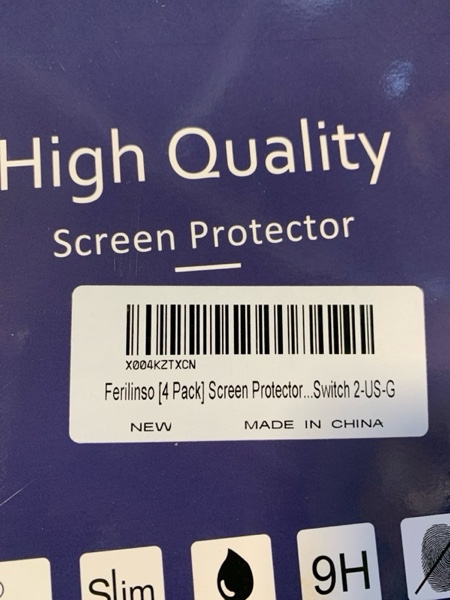 High Quality
Screen Protector
X004KZTXCN
Ferilinso [4 Pack] Screen Protector...Switch 2-US-G
NEW MADE IN CHINA
Slim 9H